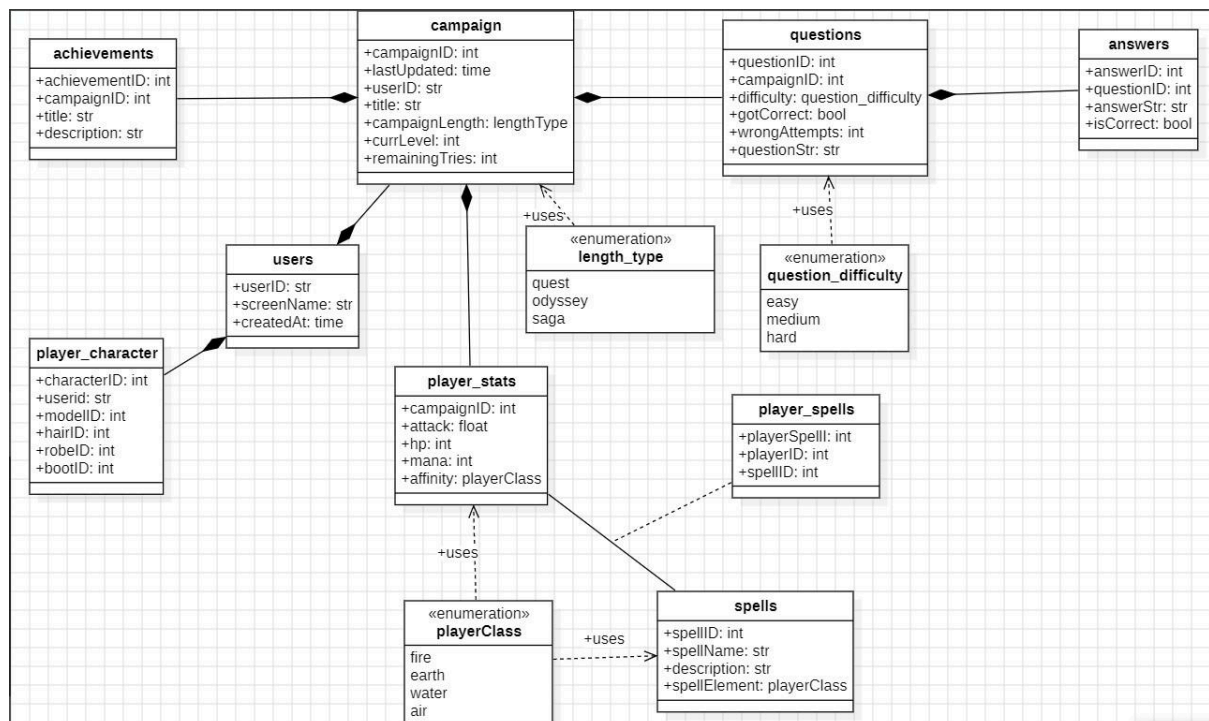 campaign
+campaignID: int
+lastUpdated: time
+userID: str
+title: str
+campaignLength: lengthType
+currLevel: int
+remainingTries: int
achievements
+achievementID: int
+campaignID: int
+title: str
+description: str
questions
+questionID: int
+campaignID: int
+difficulty: question_difficulty
+gotCorrect: bool
+wrongAttempts: int
+questionStr: str
answers
+answerID: int
+questionID: int
+answerStr: str
+isCorrect: bool
+uses
+uses
users
+userID: str
+screenName: str
+createdAt: time
«enumeration»
length_type
quest
odyssey
saga
«enumeration»
question_difficulty
easy
medium
hard
player_character
+characterID: int
+userid: str
+modelID: int
+hairID: int
+robeID: int
+bootID: int
player_stats
+campaignID: int
+attack: float
+hp: int
+mana: int
+affinity: playerClass
player_spells
+playerSpellI: int
+playerID: int
+spellID: int
+uses
«enumeration»
playerClass
fire
earth
water
air
+uses
spells
+spellID: int
+spellName: str
+description: str
+spellElement: playerClass